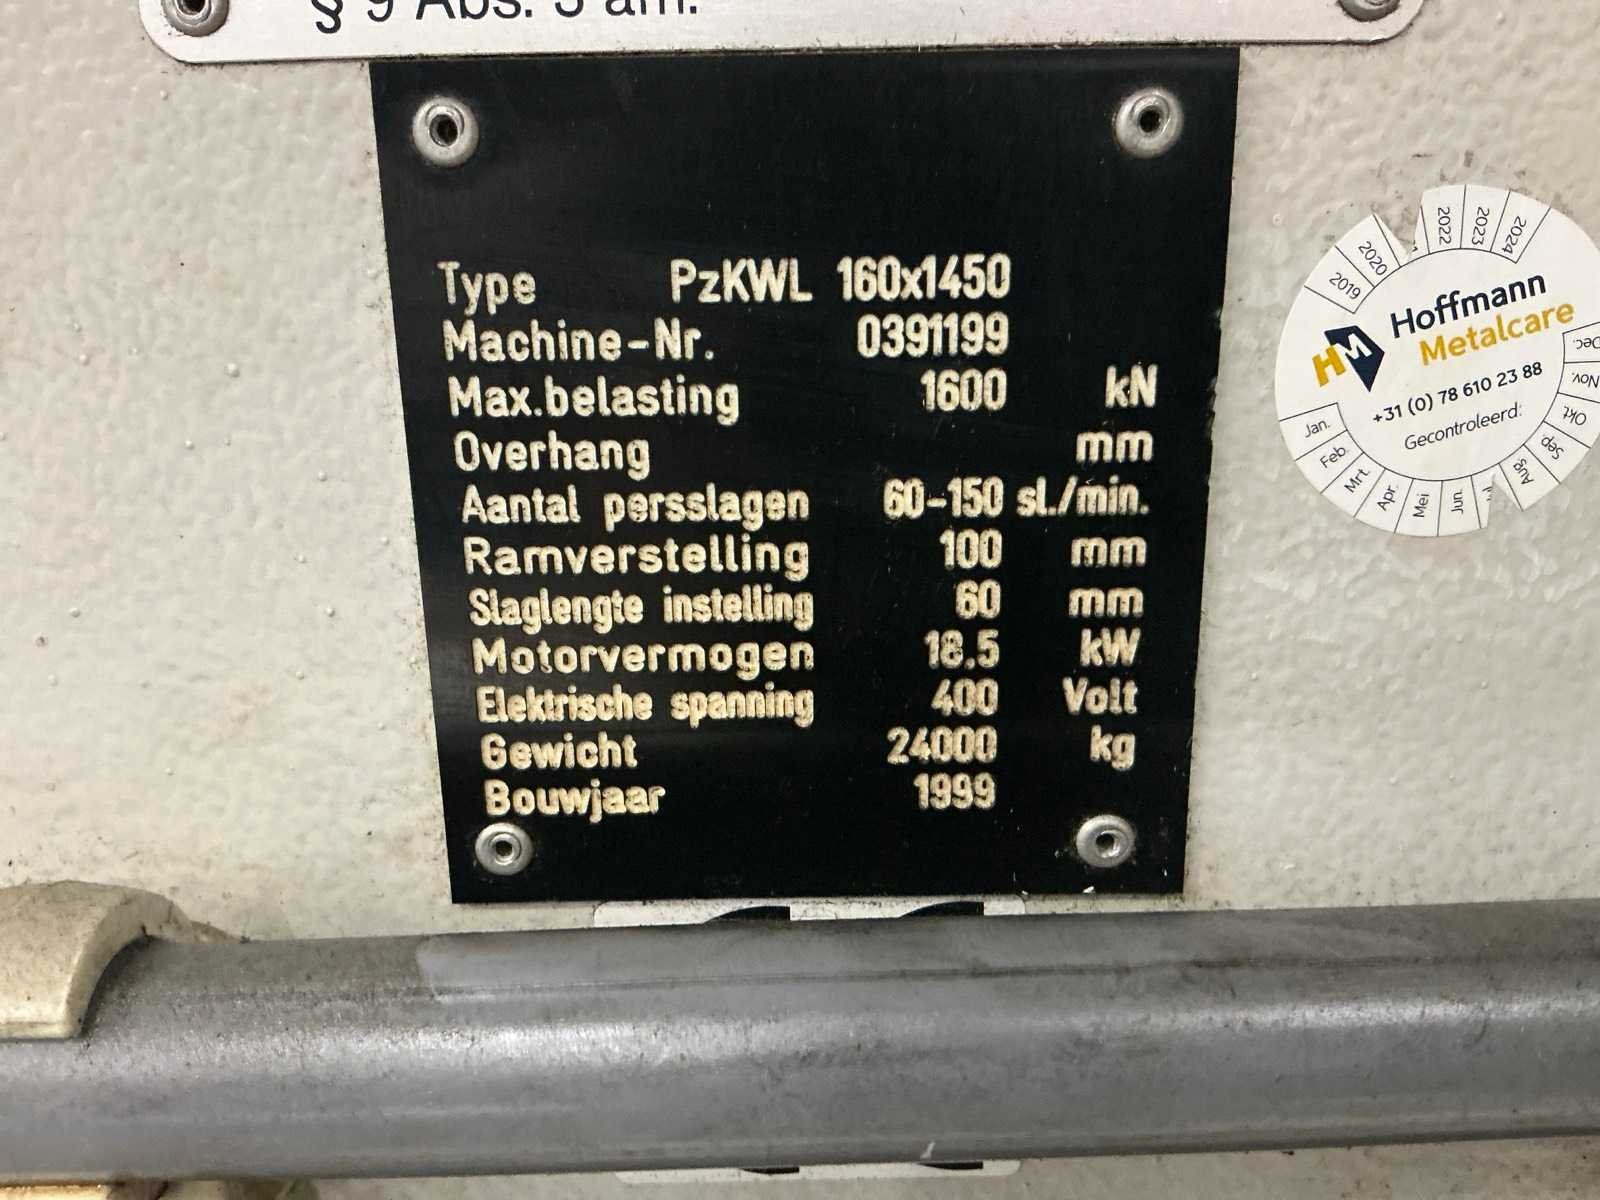 § 9 Abs. 3 am:
Type PzKWL 160x1450
Machine-Nr. 0391199
Max.belasting 1600 kN
Overhang mm
Aantal persslagen 60-150 sl./min.
Ramverstelling 100 mm
Slaglengte instelling 60 mm
Motorvermogen 18.5 kW
Elektrische spanning 400 Volt
Gewicht 24000 kg
Bouwjaar 1999
2019 2020 2022 2023 2024
HM Hoffmann
Metalcare
+31 (0) 78 610 23 88
Gecontroleerd:
Jan. Feb. Mrt. Apr. Mei Jun. Aug Sep Okt Nov. Dec.